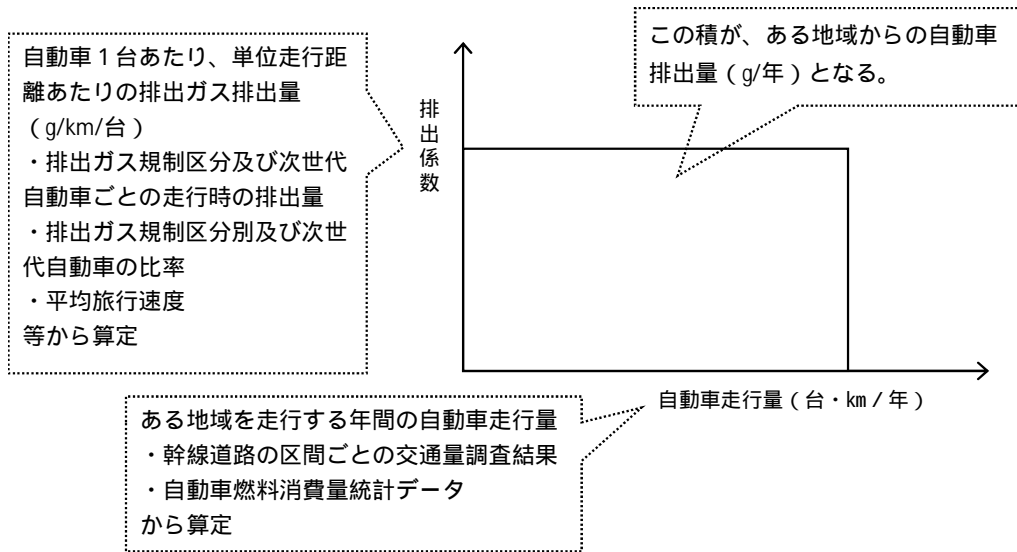 自動車１台あたり、単位走行距
離あたりの排出ガス排出量
（g/km/台）
・排出ガス規制区分及び次世代
自動車ごとの走行時の排出量
・排出ガス規制区分別及び次世
代自動車の比率
・平均旅行速度
等から算定
排出係数
この積が、ある地域からの自動車
排出量（g/年）となる。
自動車走行量（台・km／年）
ある地域を走行する年間の自動車走行量
・幹線道路の区間ごとの交通量調査結果
・自動車燃料消費量統計データ
から算定